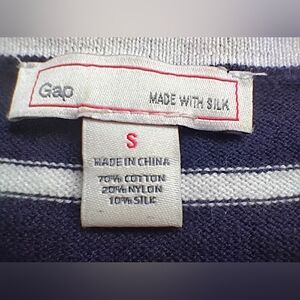 Gap MADE WITH SILK
S
MADE IN CHINA
70% COTTON
20% NYLON
10% SILK